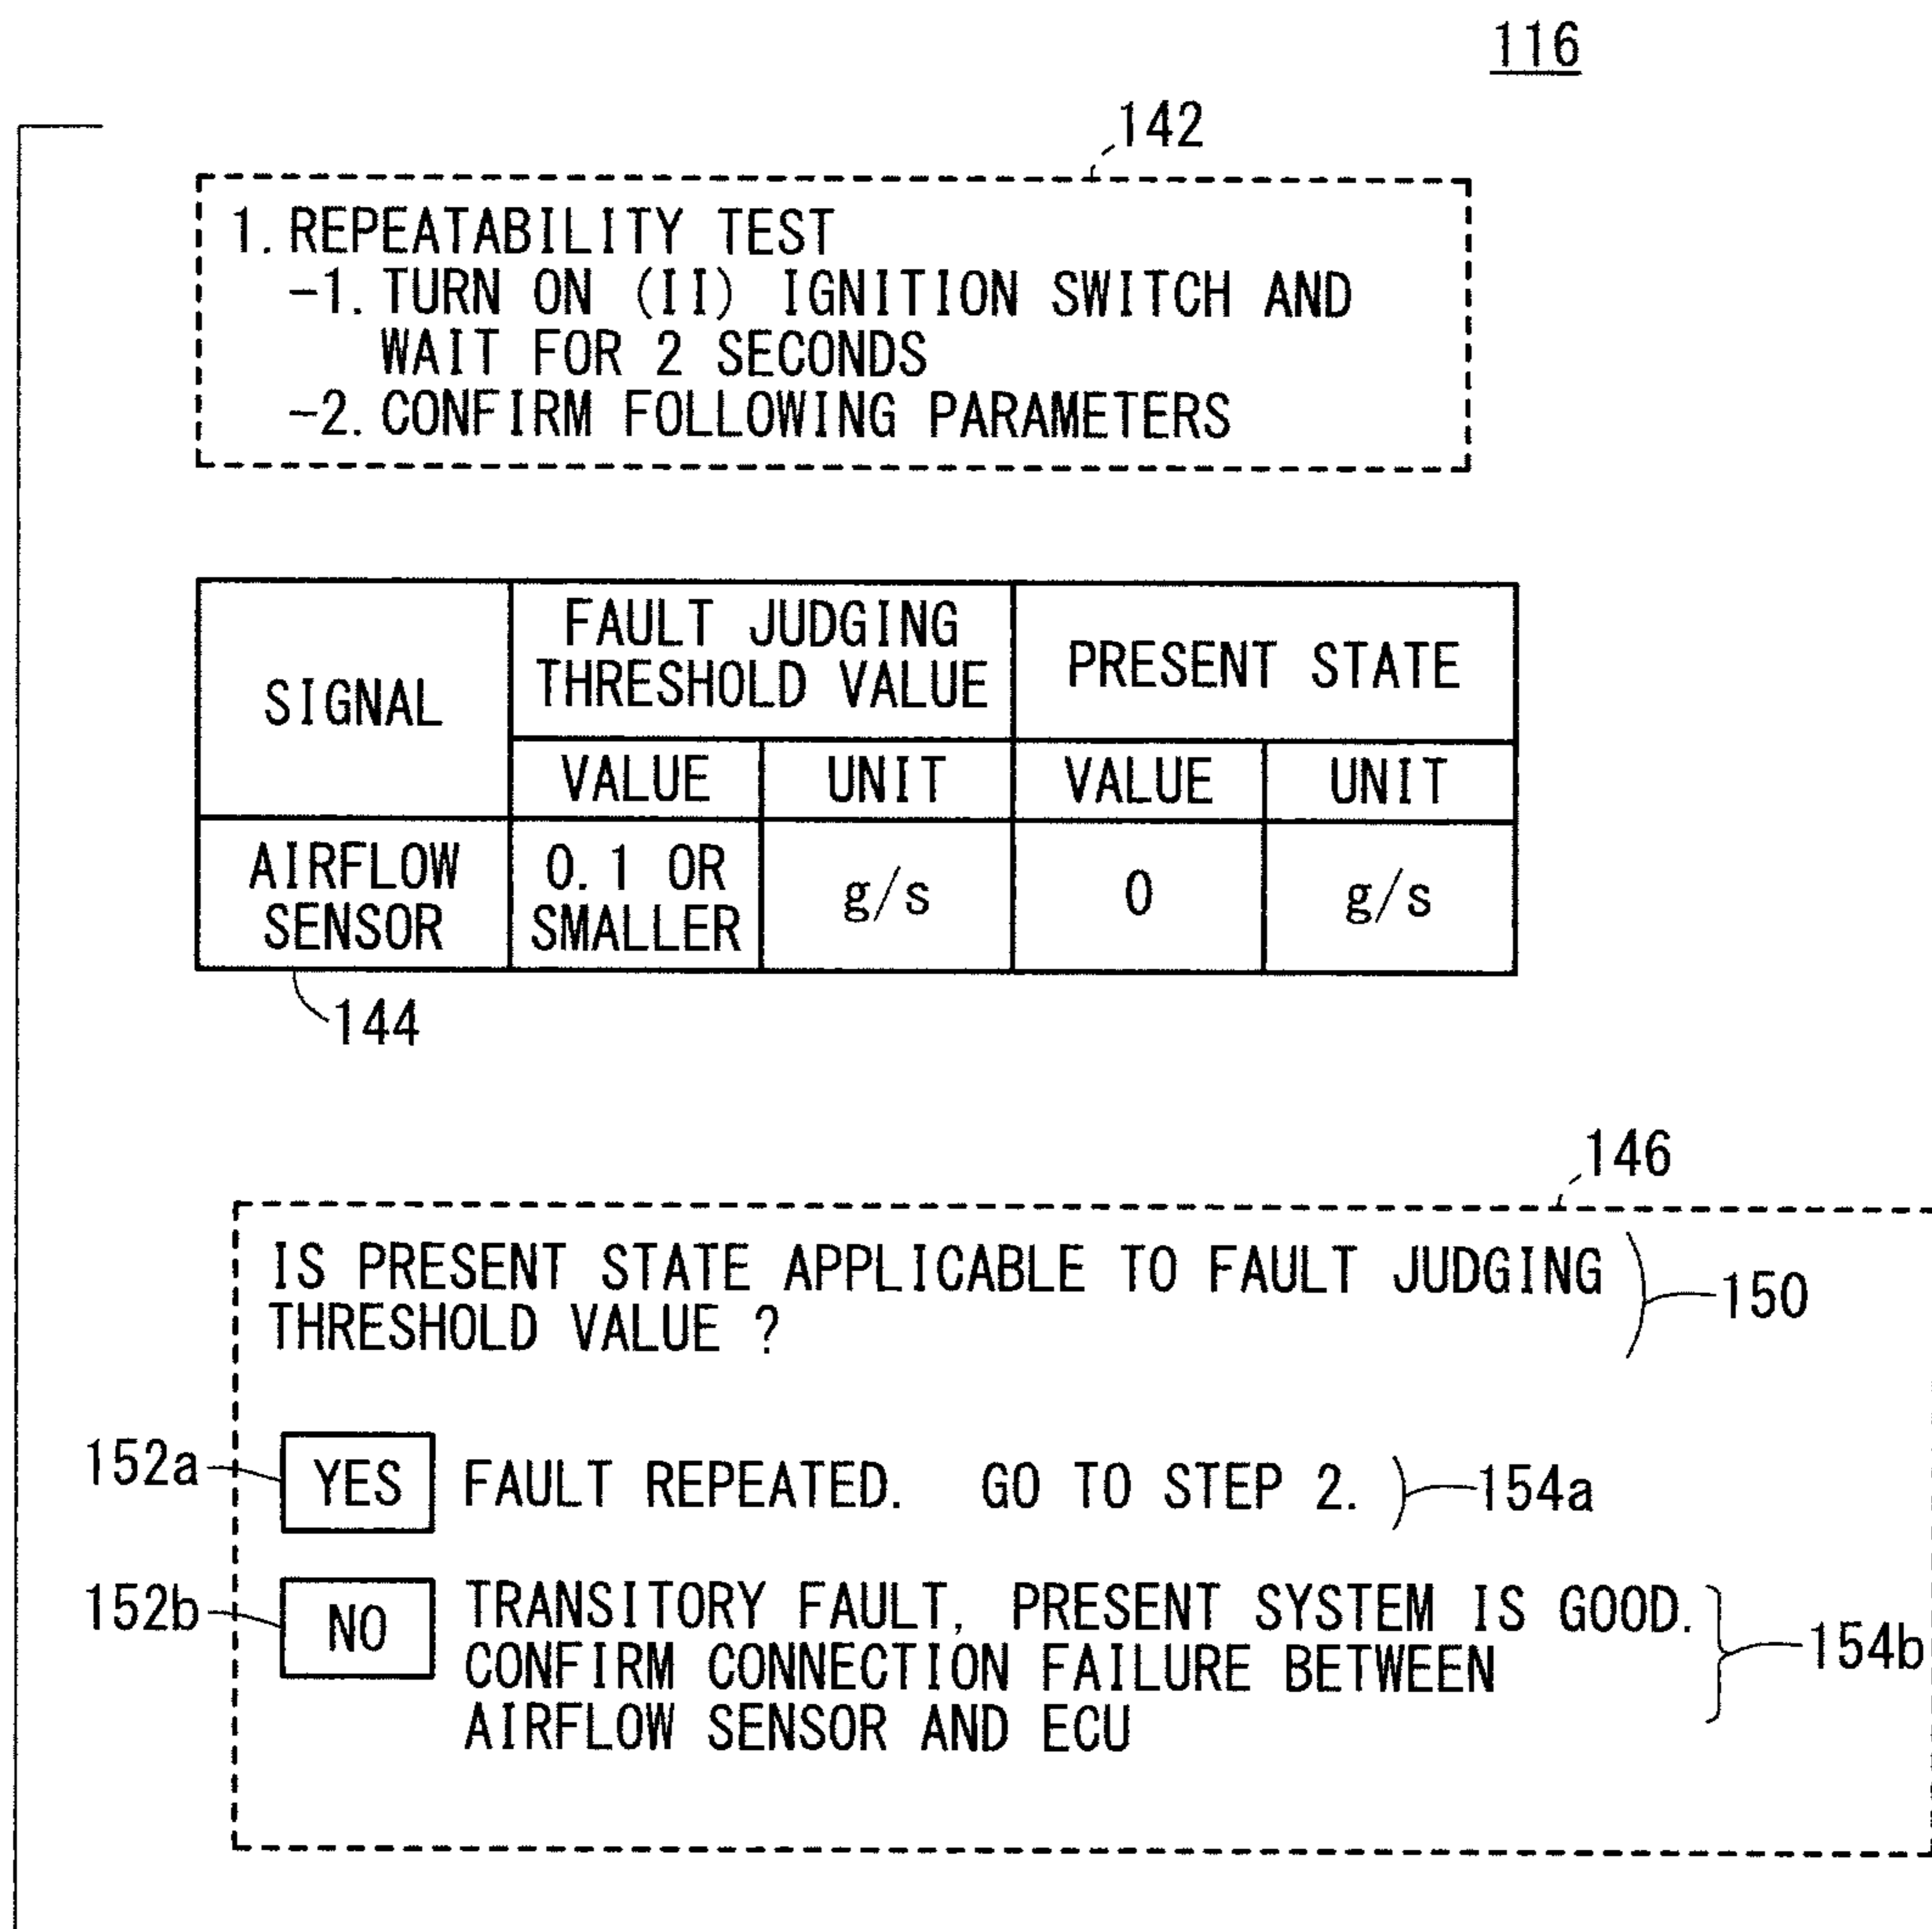 116
142
1. REPEATABILITY TEST
-1. TURN ON (II) IGNITION SWITCH AND
WAIT FOR 2 SECONDS
-2. CONFIRM FOLLOWING PARAMETERS
SIGNAL
FAULT JUDGING
THRESHOLD VALUE
PRESENT STATE
VALUE UNIT VALUE UNIT
AIRFLOW
SENSOR
0.1 OR
SMALLER
g/s
0
g/s
144
146
IS PRESENT STATE APPLICABLE TO FAULT JUDGING
THRESHOLD VALUE ?
150
152a
YES FAULT REPEATED. GO TO STEP 2.
154a
152b
NO
TRANSITORY FAULT, PRESENT SYSTEM IS GOOD.
CONFIRM CONNECTION FAILURE BETWEEN
AIRFLOW SENSOR AND ECU
154b